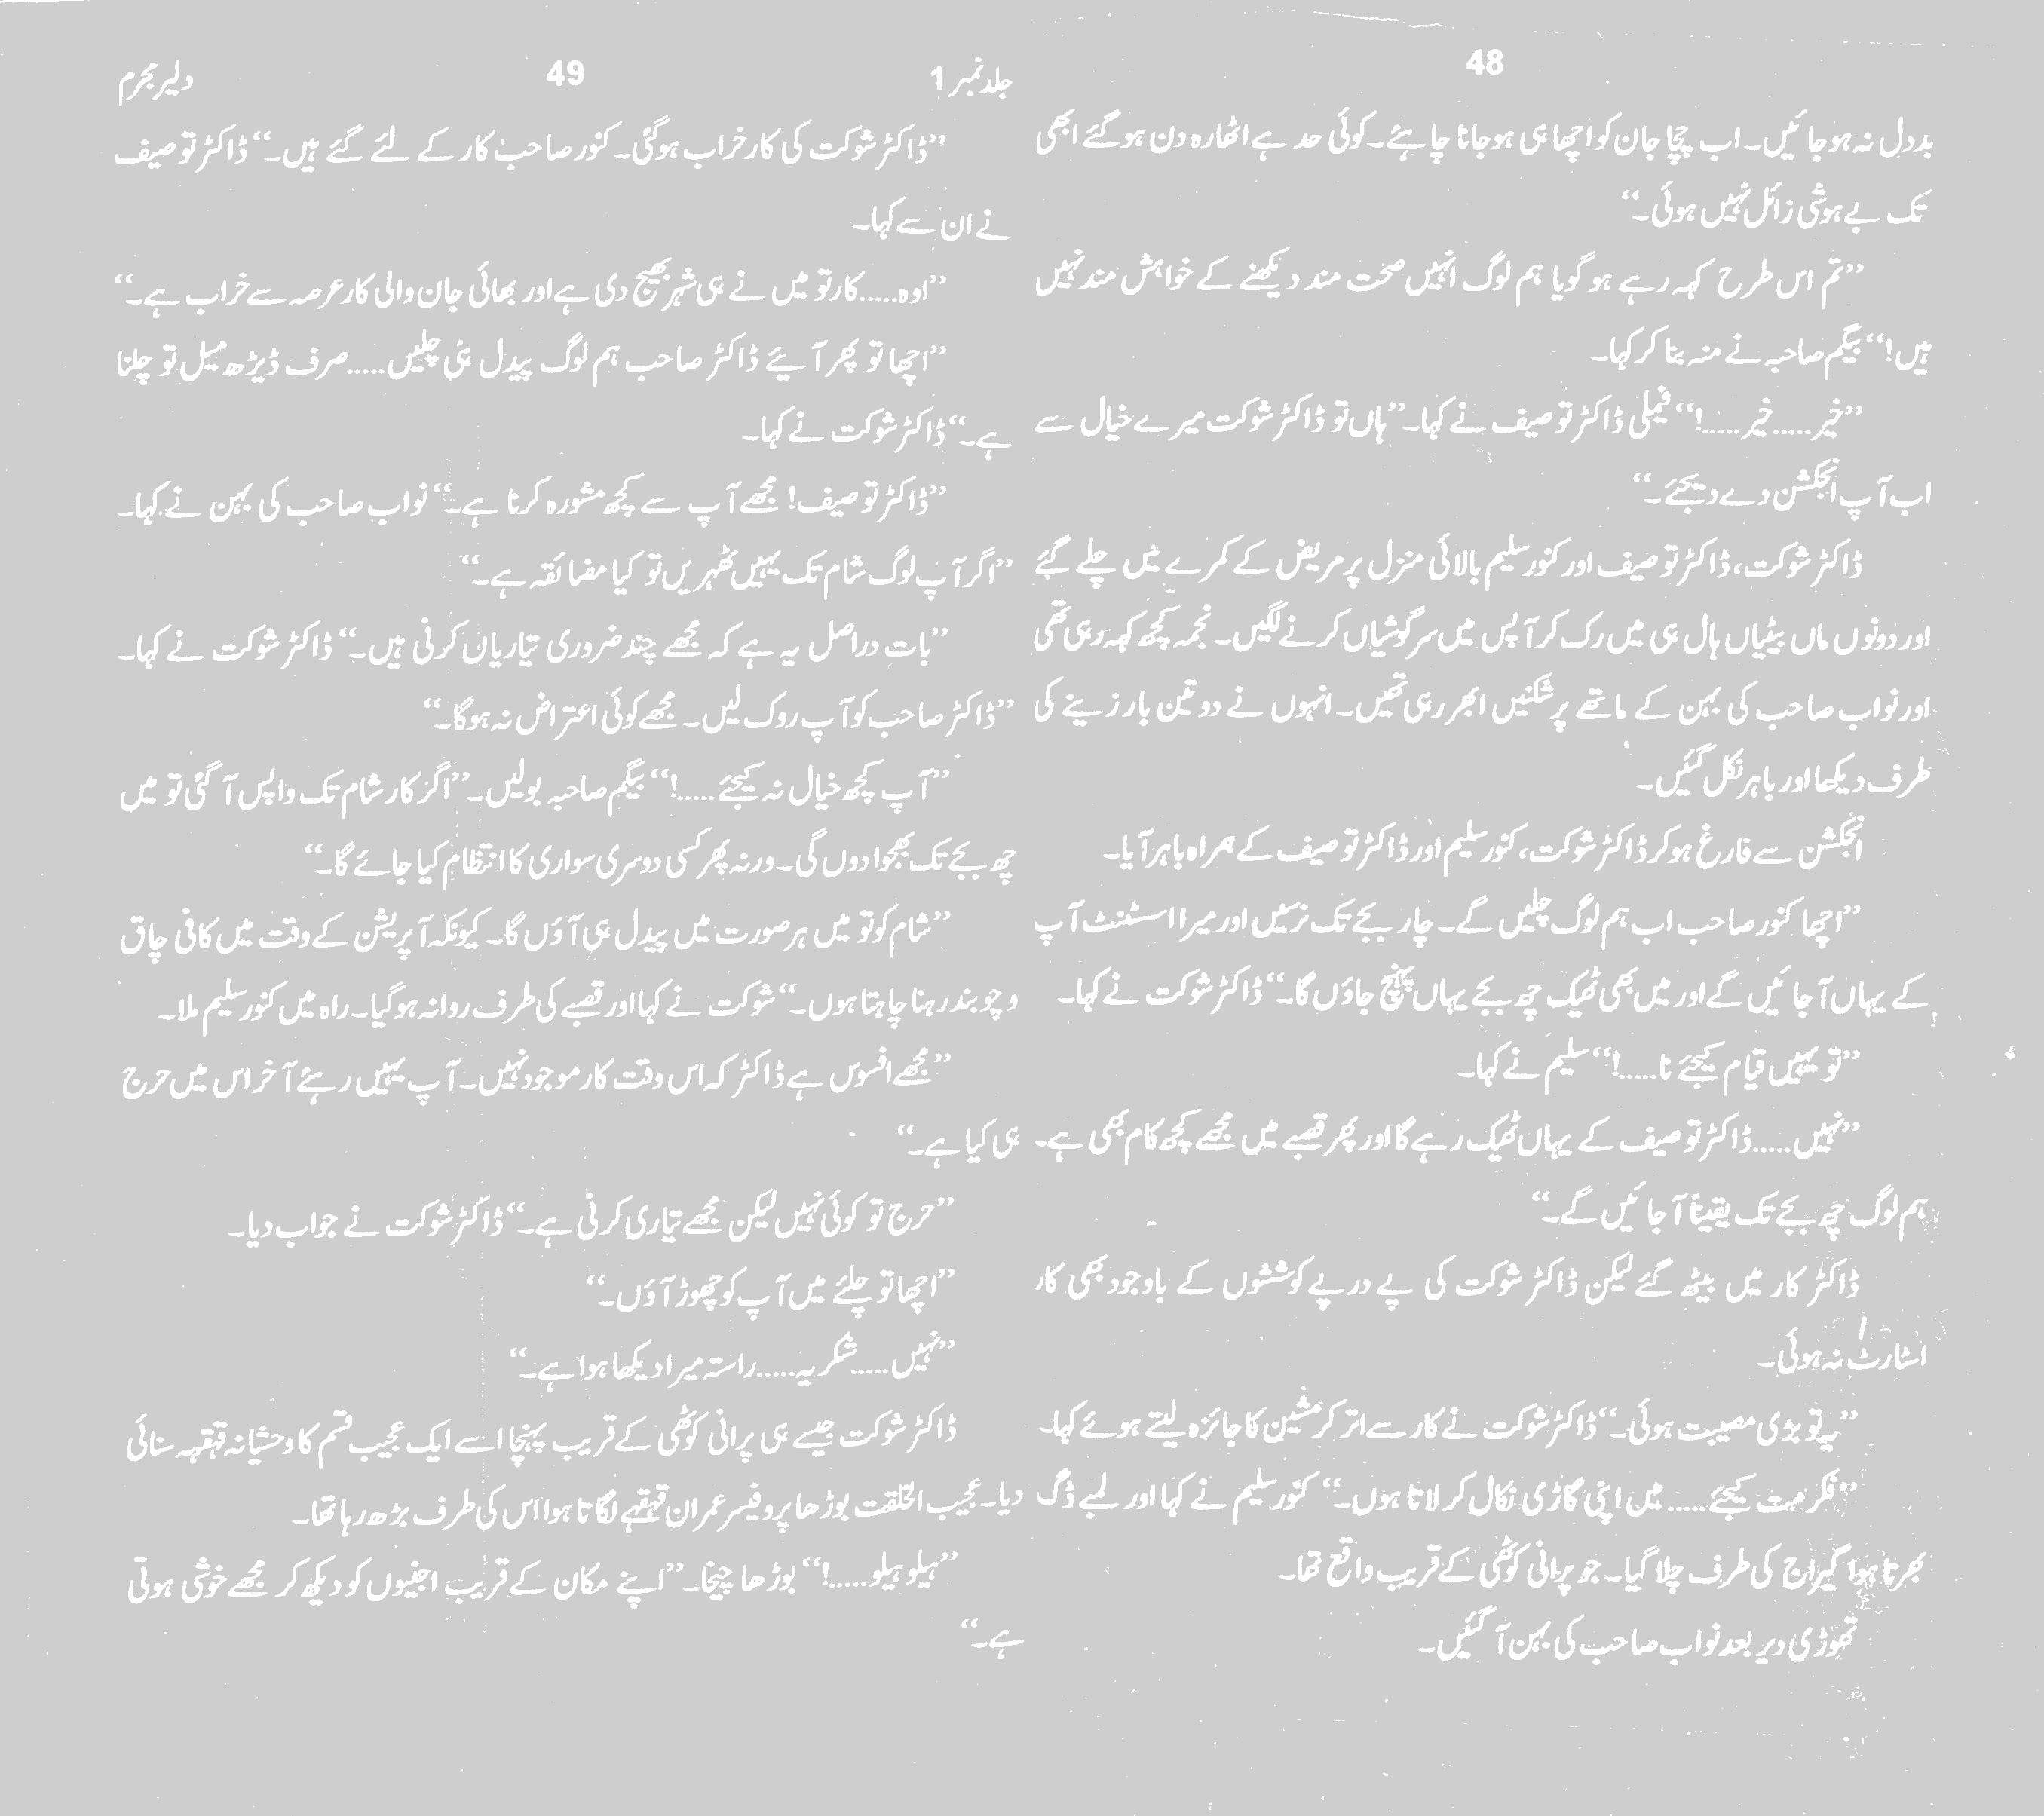 48
بددل نہ ہوجائیں۔ اب چچا جان کو اچھا ہی ہوجانا چاہئے۔ کوئی حد ہے اٹھارہ دن ہوگئے ابھی
تک بے ہوشی زائل نہیں ہوئی۔“
”تم اس طرح کہہ رہے ہو گویا ہم لوگ انہیں صحت مند دیکھنے کے خواہش مند نہیں
ہیں!“ بیگم صاحبہ نے منہ بنا کر کہا۔
”خیر......خیر.....!“ فیملی ڈاکٹر توصیف نے کہا۔ ”ہاں تو ڈاکٹر شوکت میرے خیال سے
اب آپ انجکشن دے دیجئے۔“
ڈاکٹر شوکت، ڈاکٹر توصیف اور کنور سلیم بالائی منزل پر مریض کے کمرے میں چلے گئے
اور دونوں ماں بیٹیاں ہال ہی میں رک کر آپس میں سرگوشیاں کرنے لگیں۔ نجمہ کچھ کہہ رہی تھی
اور نواب صاحب کی بہن کے ماتھے پر شکنیں ابھر رہی تھیں۔ انہوں نے دو تین بار زینے کی
طرف دیکھا اور باہر نکل گئیں۔
انجکشن سے فارغ ہوکر ڈاکٹر شوکت، کنور سلیم اور ڈاکٹر توصیف کے ہمراہ باہر آیا۔
”اچھا کنور صاحب اب ہم لوگ چلیں گے۔ چار بجے تک نرسیں اور میرا اسسٹنٹ آپ
کے یہاں آجائیں گے اور میں بھی ٹھیک چھ بجے یہاں پہنچ جاؤں گا۔“ ڈاکٹر شوکت نے کہا۔
”تو یہیں قیام کیجئے نا.....!“ سلیم نے کہا۔
”نہیں.....ڈاکٹر توصیف کے یہاں ٹھیک رہے گا اور پھر قصبے میں مجھے کچھ کام بھی ہے۔
ہم لوگ چھ بجے تک یقیناً آجائیں گے۔“
ڈاکٹر کار میں بیٹھ گئے لیکن ڈاکٹر شوکت کی پے درپے کوششوں کے باوجود بھی کار
اسٹارٹ نہ ہوئی۔
”یہ تو بڑی مصیبت ہوئی۔“ ڈاکٹر شوکت نے کار سے اتر کر مشین کا جائزہ لیتے ہوئے کہا۔
”فکر مت کیجئے.....میں اپنی گاڑی نکال کر لاتا ہوں۔“ کنور سلیم نے کہا اور لمبے ڈگ
بھرتا ہوا گیراج کی طرف چلا گیا۔ جو پرانی کوٹھی کے قریب واقع تھا۔
تھوڑی دیر بعد نواب صاحب کی بہن آگئیں۔
جلد نمبر 1
49
دلیر مجرم
”ڈاکٹر شوکت کی کار خراب ہوگئی۔ کنور صاحب کار کے لئے گئے ہیں۔“ ڈاکٹر توصیف
نے ان سے کہا۔
”اوہ.....کار تو میں نے ہی شہر بھیج دی ہے اور بھائی جان والی کار عرصہ سے خراب ہے۔“
”اچھا تو پھر آیئے ڈاکٹر صاحب ہم لوگ پیدل ہی چلیں.....صرف ڈیڑھ میل تو چلنا
ہے۔“ ڈاکٹر شوکت نے کہا۔
”ڈاکٹر توصیف! مجھے آپ سے کچھ مشورہ کرنا ہے۔“ نواب صاحب کی بہن نے کہا۔
”اگر آپ لوگ شام تک یہیں ٹھہریں تو کیا مضائقہ ہے۔“
”بات دراصل یہ ہے کہ مجھے چند ضروری تیاریاں کرنی ہیں۔“ ڈاکٹر شوکت نے کہا۔
”ڈاکٹر صاحب کو آپ روک لیں۔ مجھے کوئی اعتراض نہ ہوگا۔“
”آپ کچھ خیال نہ کیجئے.....!“ بیگم صاحبہ بولیں۔ ”اگر کار شام تک واپس آگئی تو میں
چھ بجے تک بھجوا دوں گی۔ ورنہ پھر کسی دوسری سواری کا انتظام کیا جائے گا۔“
”شام کو تو میں ہر صورت میں پیدل ہی آؤں گا۔ کیونکہ آپریشن کے وقت میں کافی چاق
و چوبند رہنا چاہتا ہوں۔“ شوکت نے کہا اور قصبے کی طرف روانہ ہوگیا۔ راہ میں کنور سلیم ملا۔
”مجھے افسوس ہے ڈاکٹر کہ اس وقت کار موجود نہیں۔ آپ یہیں رہئے آخر اس میں حرج
ہی کیا ہے۔“
”حرج تو کوئی نہیں لیکن مجھے تیاری کرنی ہے۔“ ڈاکٹر شوکت نے جواب دیا۔
”اچھا تو چلئے میں آپ کو چھوڑ آؤں۔“
”نہیں.....شکریہ.....راستہ میرا دیکھا ہوا ہے۔“
ڈاکٹر شوکت جیسے ہی پرانی کوٹھی کے قریب پہنچا اسے ایک عجیب قسم کا وحشیانہ قہقہہ سنائی
دیا۔ عجیب الخلقت بوڑھا پروفیسر عمران قہقہے لگاتا ہوا اس کی طرف بڑھ رہا تھا۔
”ہیلو ہیلو.....!“ بوڑھا چیخا۔ ”اپنے مکان کے قریب اجنبیوں کو دیکھ کر مجھے خوشی ہوتی
ہے۔“